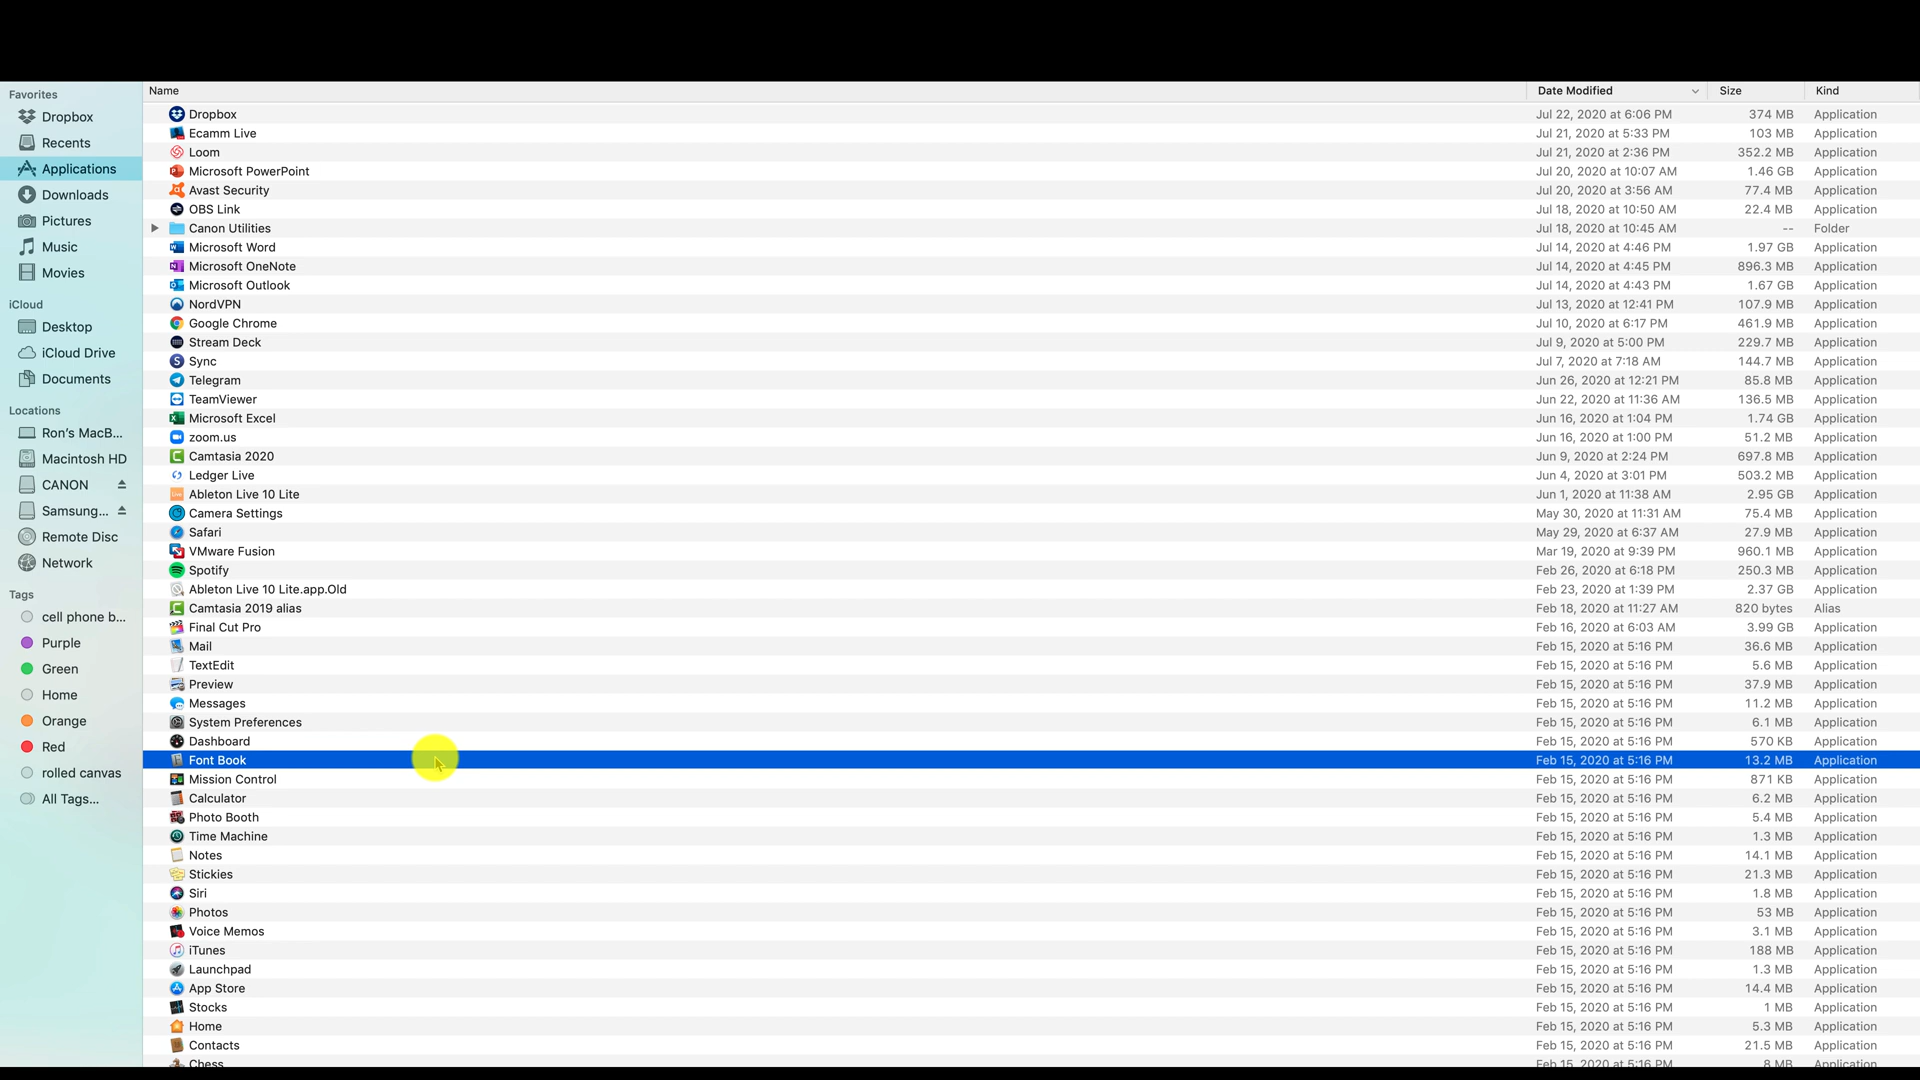 Favorites
Dropbox
Recents
Applications
Downloads
Pictures
Music
Movies
iCloud
Desktop
iCloud Drive
Documents
Locations
Ron's MacB...
Macintosh HD
CANON
Samsung...
Remote Disc
Network
Tags
cell phone b...
Purple
Green
Home
Orange
Red
rolled canvas
All Tags...
Name Date Modified Size Kind
Dropbox Jul 22, 2020 at 6:06 PM 374 MB Application
Ecamm Live Jul 21, 2020 at 5:33 PM 103 MB Application
Loom Jul 21, 2020 at 2:36 PM 352.2 MB Application
Microsoft PowerPoint Jul 20, 2020 at 10:07 AM 1.46 GB Application
Avast Security Jul 20, 2020 at 3:56 AM 77.4 MB Application
OBS Link Jul 18, 2020 at 10:50 AM 22.4 MB Application
Canon Utilities Jul 18, 2020 at 10:45 AM -- Folder
Microsoft Word Jul 14, 2020 at 4:46 PM 1.97 GB Application
Microsoft OneNote Jul 14, 2020 at 4:45 PM 896.3 MB Application
Microsoft Outlook Jul 14, 2020 at 4:43 PM 1.67 GB Application
NordVPN Jul 13, 2020 at 12:41 PM 107.9 MB Application
Google Chrome Jul 10, 2020 at 6:17 PM 461.9 MB Application
Stream Deck Jul 9, 2020 at 5:00 PM 229.7 MB Application
Sync Jul 7, 2020 at 7:18 AM 144.7 MB Application
Telegram Jun 26, 2020 at 12:21 PM 85.8 MB Application
TeamViewer Jun 22, 2020 at 11:36 AM 136.5 MB Application
Microsoft Excel Jun 16, 2020 at 1:04 PM 1.74 GB Application
zoom.us Jun 16, 2020 at 1:00 PM 51.2 MB Application
Camtasia 2020 Jun 9, 2020 at 2:24 PM 697.8 MB Application
Ledger Live Jun 4, 2020 at 3:01 PM 503.2 MB Application
Ableton Live 10 Lite Jun 1, 2020 at 11:38 AM 2.95 GB Application
Camera Settings May 30, 2020 at 11:31 AM 75.4 MB Application
Safari May 29, 2020 at 6:37 AM 27.9 MB Application
VMware Fusion Mar 19, 2020 at 9:39 PM 960.1 MB Application
Spotify Feb 26, 2020 at 6:18 PM 250.3 MB Application
Ableton Live 10 Lite.app.Old Feb 23, 2020 at 1:39 PM 2.37 GB Application
Camtasia 2019 alias Feb 18, 2020 at 11:27 AM 820 bytes Alias
Final Cut Pro Feb 16, 2020 at 6:03 AM 3.99 GB Application
Mail Feb 15, 2020 at 5:16 PM 36.6 MB Application
TextEdit Feb 15, 2020 at 5:16 PM 5.6 MB Application
Preview Feb 15, 2020 at 5:16 PM 37.9 MB Application
Messages Feb 15, 2020 at 5:16 PM 11.2 MB Application
System Preferences Feb 15, 2020 at 5:16 PM 6.1 MB Application
Dashboard Feb 15, 2020 at 5:16 PM 570 KB Application
Font Book Feb 15, 2020 at 5:16 PM 13.2 MB Application
Mission Control Feb 15, 2020 at 5:16 PM 871 KB Application
Calculator Feb 15, 2020 at 5:16 PM 6.2 MB Application
Photo Booth Feb 15, 2020 at 5:16 PM 5.4 MB Application
Time Machine Feb 15, 2020 at 5:16 PM 1.3 MB Application
Notes Feb 15, 2020 at 5:16 PM 14.1 MB Application
Stickies Feb 15, 2020 at 5:16 PM 21.3 MB Application
Siri Feb 15, 2020 at 5:16 PM 1.8 MB Application
Photos Feb 15, 2020 at 5:16 PM 53 MB Application
Voice Memos Feb 15, 2020 at 5:16 PM 3.1 MB Application
iTunes Feb 15, 2020 at 5:16 PM 188 MB Application
Launchpad Feb 15, 2020 at 5:16 PM 1.3 MB Application
App Store Feb 15, 2020 at 5:16 PM 14.4 MB Application
Stocks Feb 15, 2020 at 5:16 PM 1 MB Application
Home Feb 15, 2020 at 5:16 PM 5.3 MB Application
Contacts Feb 15, 2020 at 5:16 PM 21.5 MB Application
Chess Feb 15, 2020 at 5:16 PM 8 MB Application